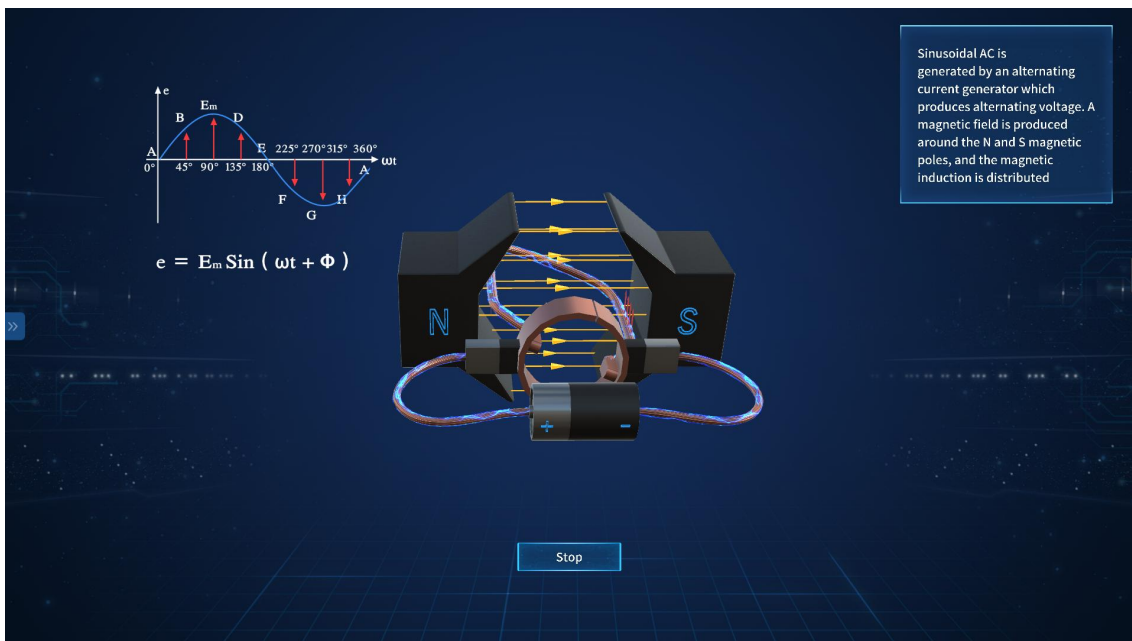 Sinusoidal AC is
generated by an alternating
current generator which
produces alternating voltage. A
magnetic field is produced
around the N and S magnetic
poles, and the magnetic
induction is distributed
e
Em
B D
A E 225° 270° 315° 360°
ωt
0° 45° 90° 135° 180° A
F H
G
e = Em Sin ( ωt + Φ )
»
N S
+ -
Stop